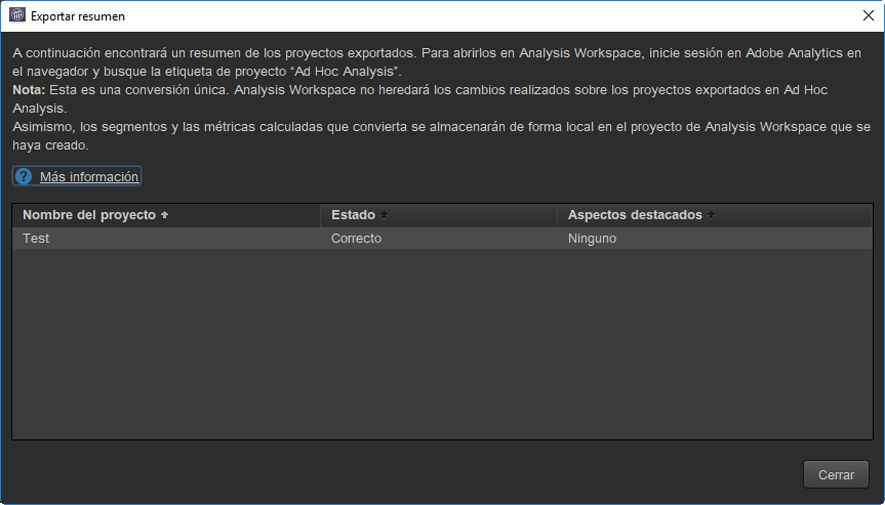 Exportar resumen
A continuación encontrará un resumen de los proyectos exportados. Para abrirlos en Analysis Workspace, inicie sesión en Adobe Analytics en
el navegador y busque la etiqueta de proyecto “Ad Hoc Analysis”.
Nota: Esta es una conversión única. Analysis Workspace no heredará los cambios realizados sobre los proyectos exportados en Ad Hoc
Analysis.
Asimismo, los segmentos y las métricas calculadas que convierta se almacenarán de forma local en el proyecto de Analysis Workspace que se
haya creado.
? Más información
Nombre del proyecto Estado Aspectos destacados
Test Correcto Ninguno
Cerrar